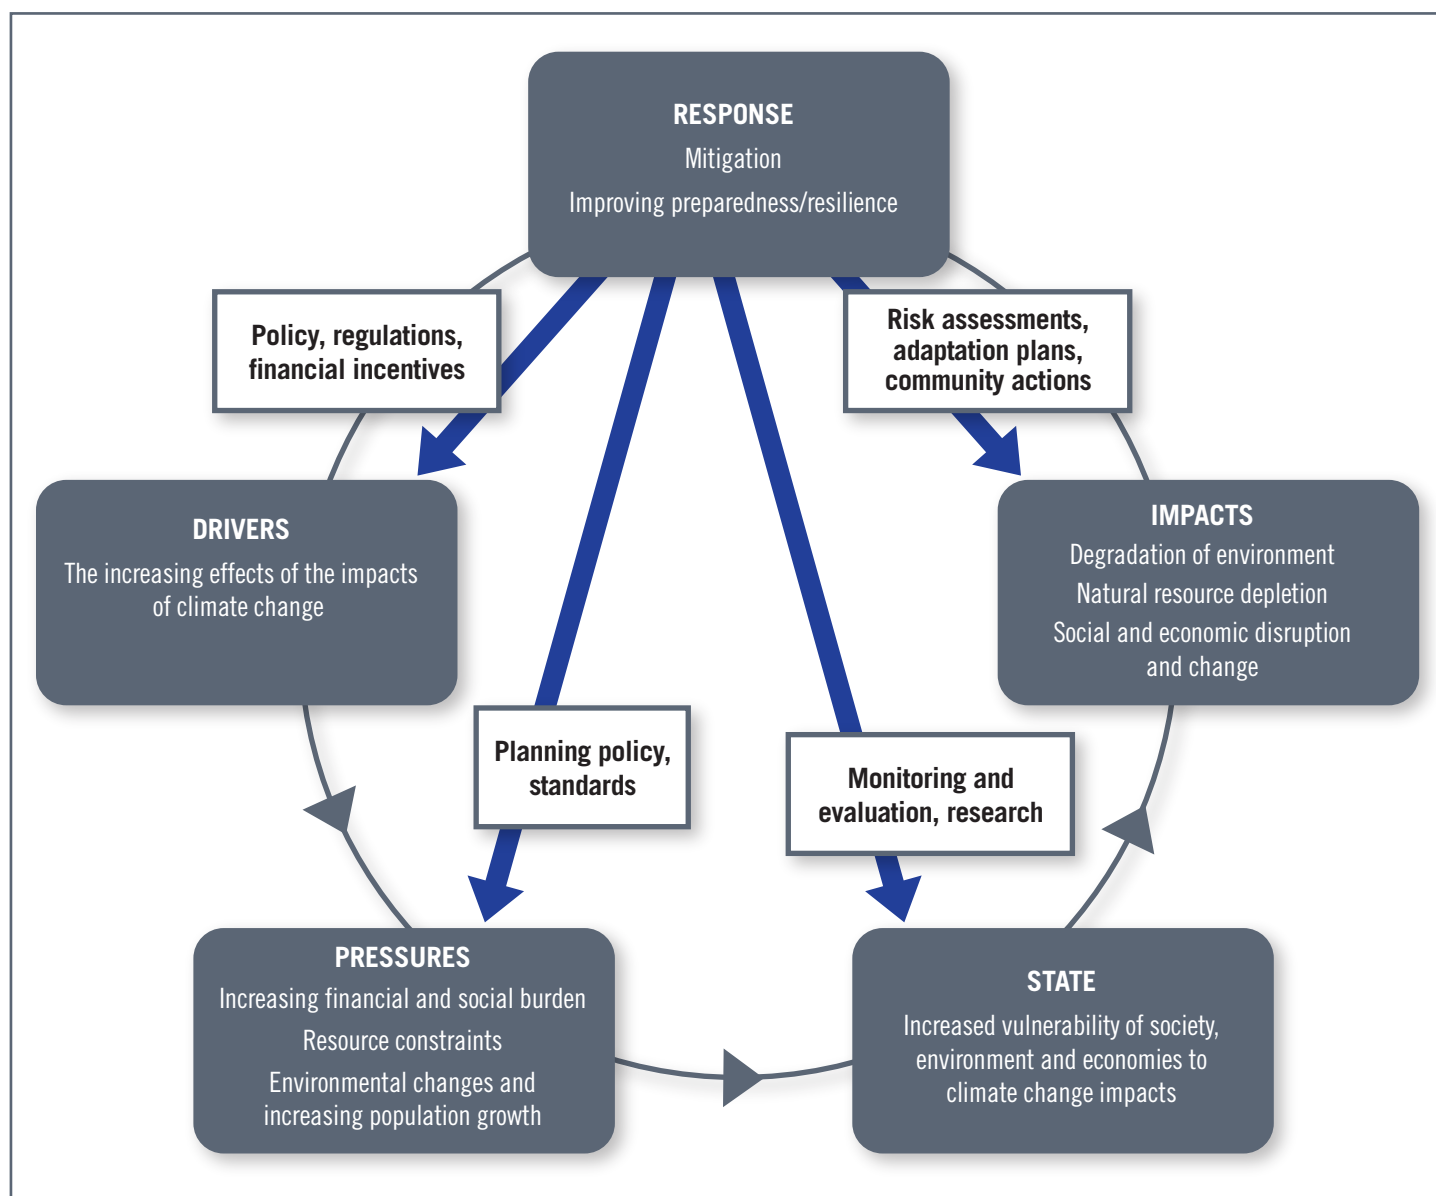 RESPONSE
Mitigation
Improving preparedness/resilience
Policy, regulations,
financial incentives
Risk assessments,
adaptation plans,
community actions
DRIVERS
The increasing effects of the impacts
of climate change
IMPACTS
Degradation of environment
Natural resource depletion
Social and economic disruption
and change
Planning policy,
standards
Monitoring and
evaluation, research
PRESSURES
Increasing financial and social burden
Resource constraints
Environmental changes and
increasing population growth
STATE
Increased vulnerability of society,
environment and economies to
climate change impacts